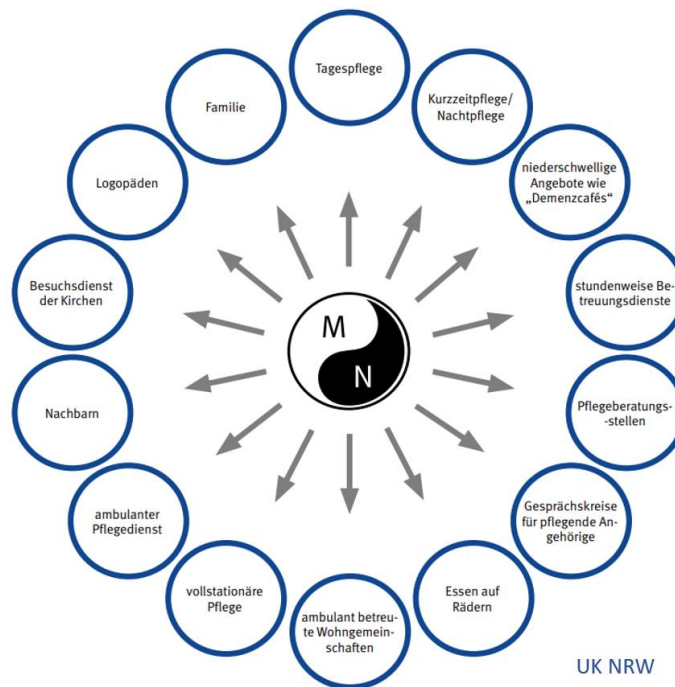 Tagespflege
Kurzzeitpflege/
Nachtpflege
niederschwellige
Angebote wie
„Demenzcafés“
stundenweise Be-
treuungsdienste
Pflegeberatungs-
-stellen
Gesprächskreise
für pflegende An-
gehörige
Essen auf
Rädern
ambulant betreu-
te Wohngemein-
schaften
vollstationäre
Pflege
ambulanter
Pflegedienst
Nachbarn
Besuchsdienst
der Kirchen
Logopäden
Familie
M
N
UK NRW